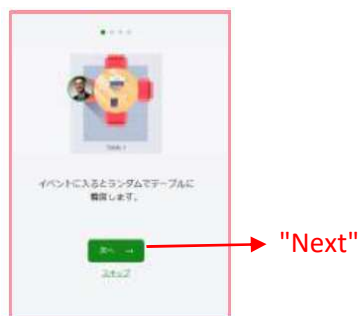 Table 1
イベントに入るとランダムでテーブルに
着席します。
次へ →
"Next"
スキップ